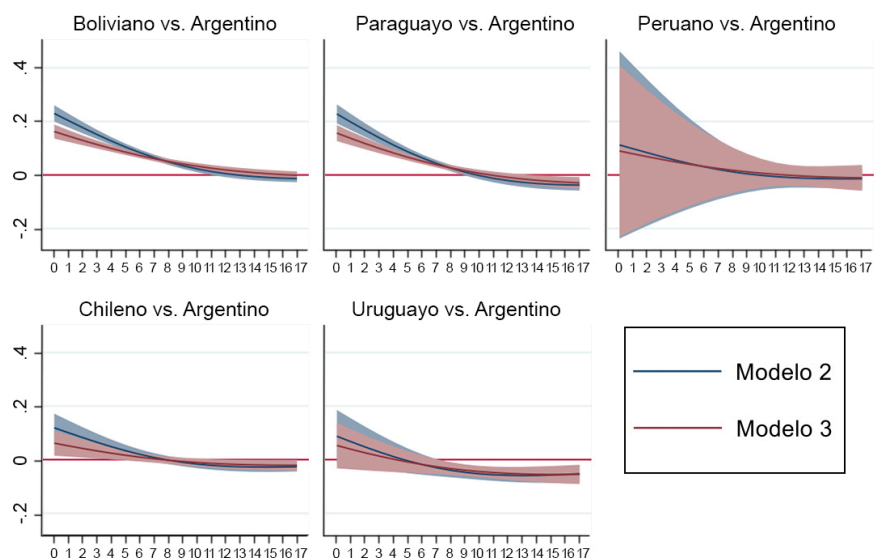 Boliviano vs. Argentino
Paraguayo vs. Argentino
Peruano vs. Argentino
.4
.2
0
-.2
0 1 2 3 4 5 6 7 8 9 10 11 12 13 14 15 16 17
0 1 2 3 4 5 6 7 8 9 10 11 12 13 14 15 16 17
0 1 2 3 4 5 6 7 8 9 10 11 12 13 14 15 16 17
Chileno vs. Argentino
Uruguayo vs. Argentino
.4
.2
0
-.2
0 1 2 3 4 5 6 7 8 9 10 11 12 13 14 15 16 17
0 1 2 3 4 5 6 7 8 9 10 11 12 13 14 15 16 17
Modelo 2
Modelo 3